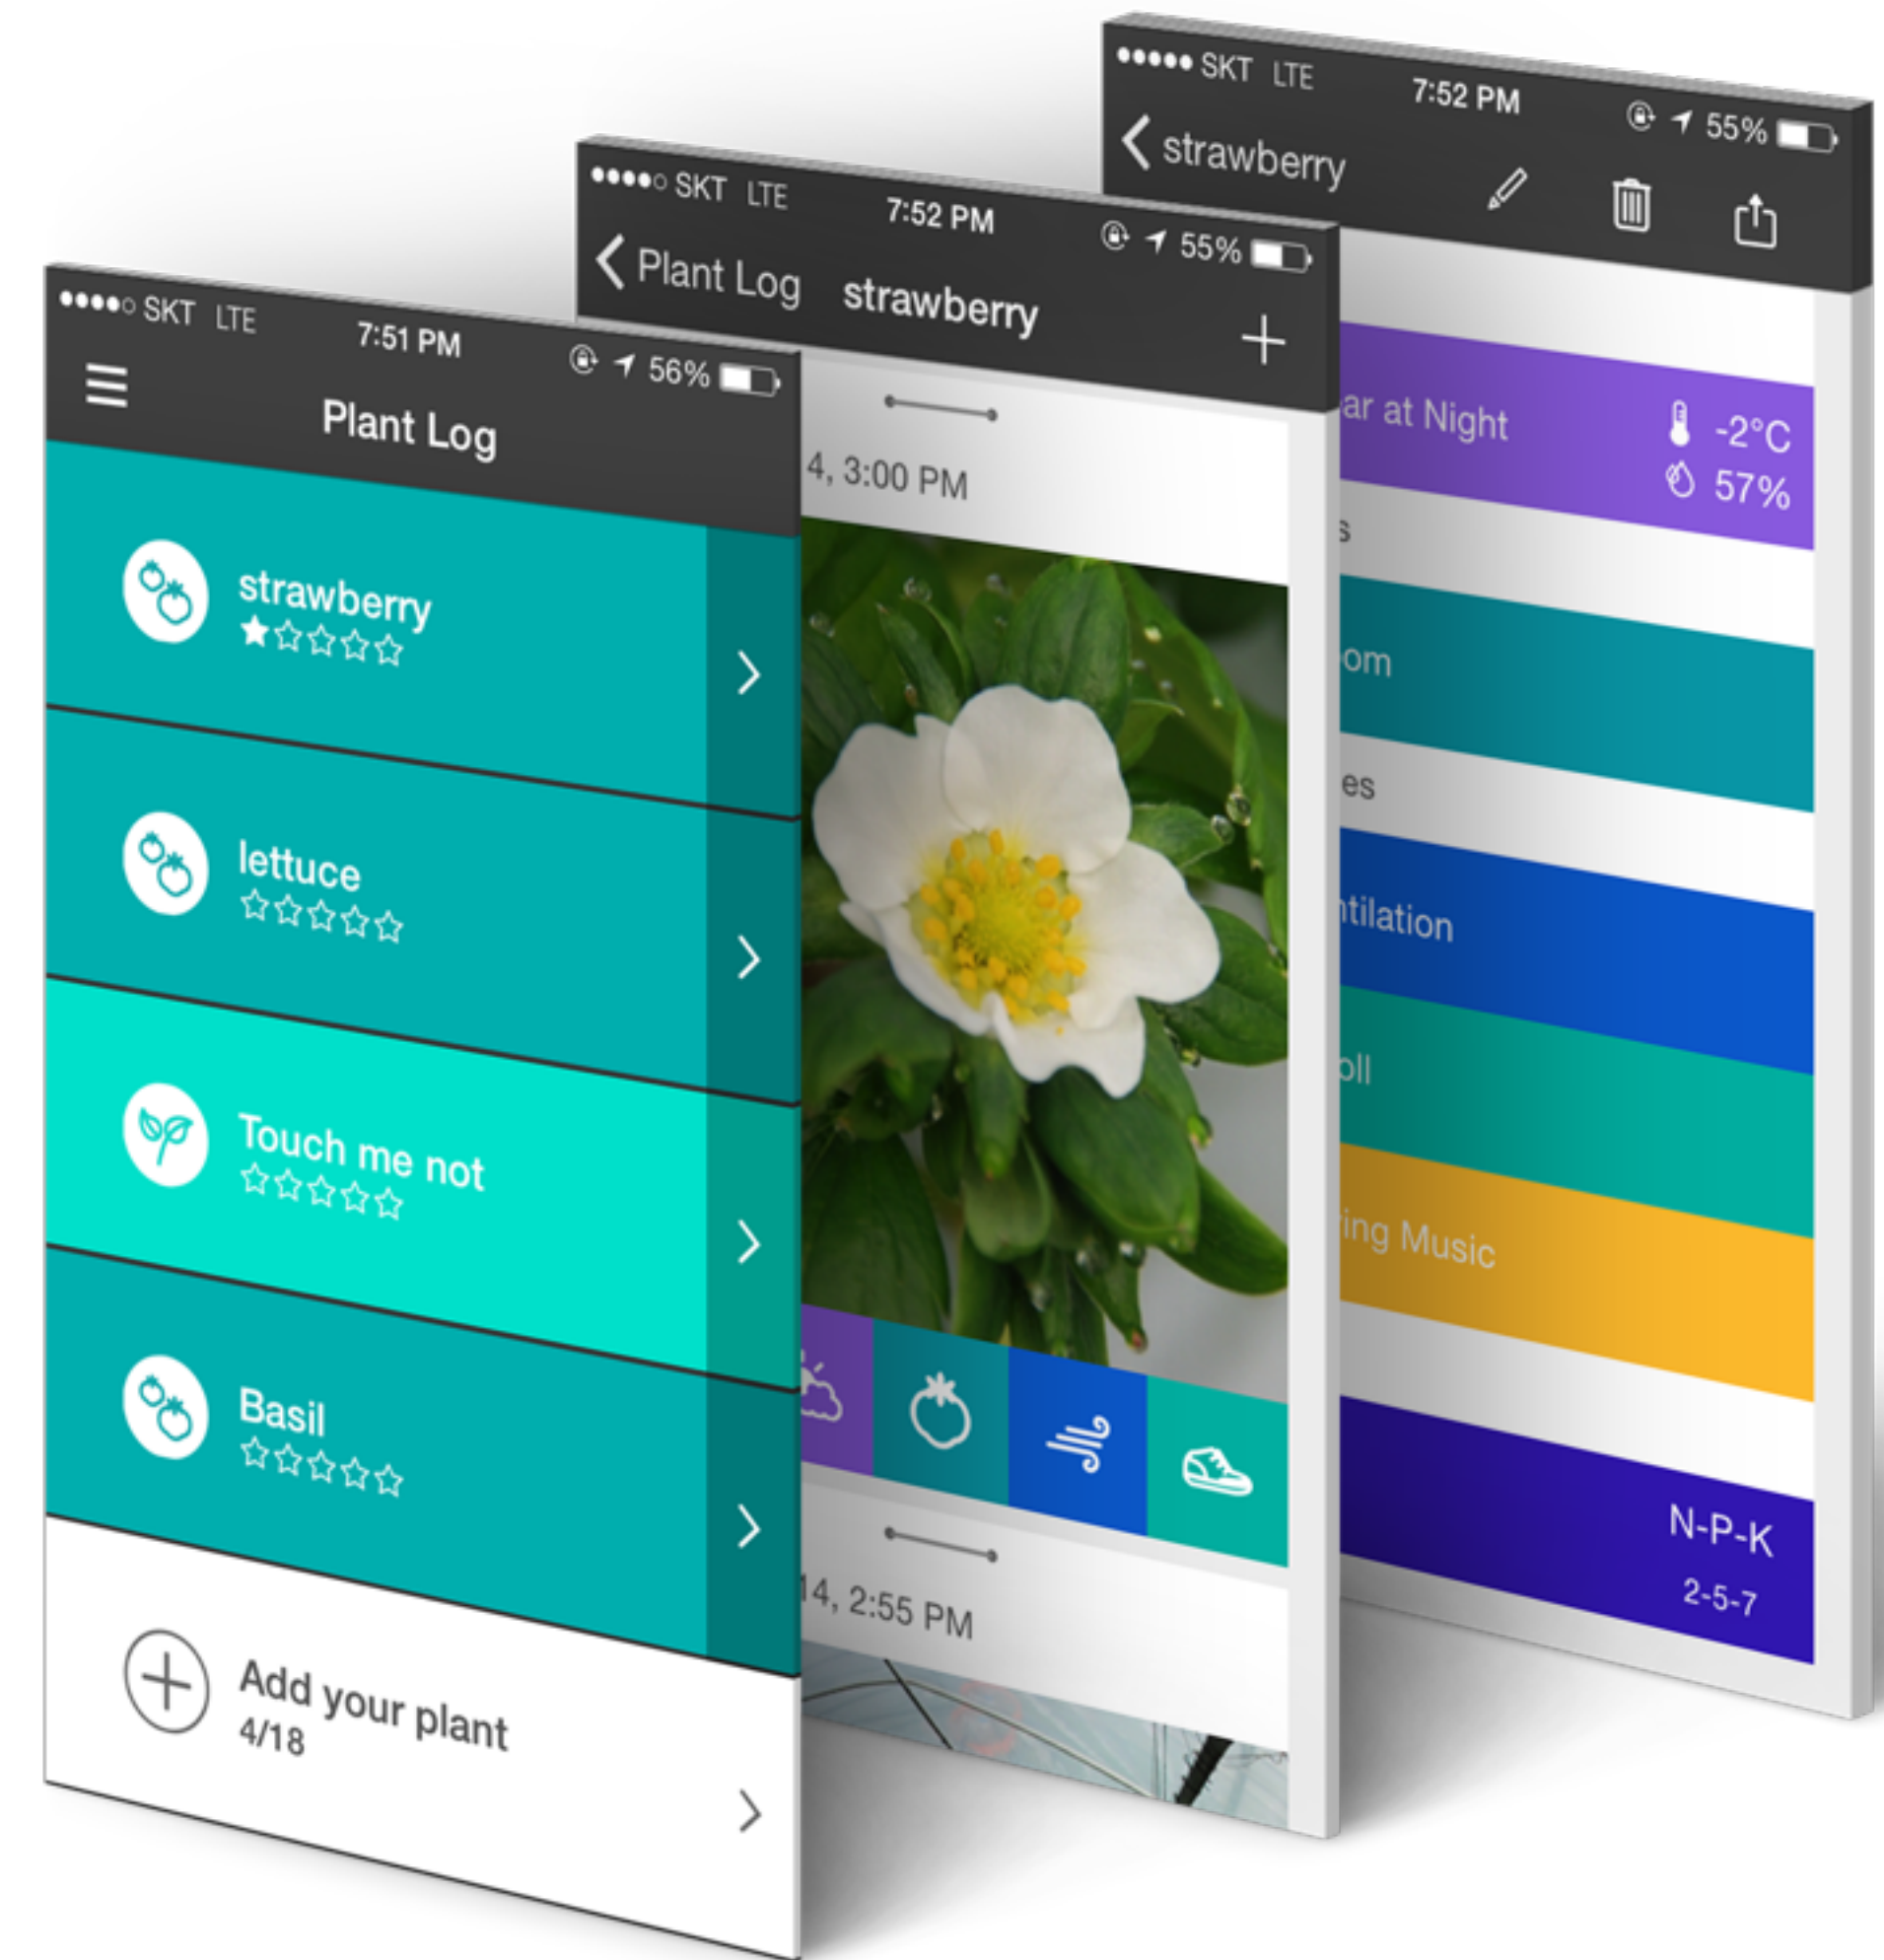 SKT LTE 7:51 PM 56%
Plant Log
strawberry
lettuce
Touch me not
Basil
Add your plant
4/18
SKT LTE 7:52 PM 55%
Plant Log strawberry
4, 3:00 PM
14, 2:55 PM
SKT LTE 7:52 PM 55%
strawberry
ar at Night -2°C
57%
s
om
es
ntilation
oll
ing Music
N-P-K
2-5-7